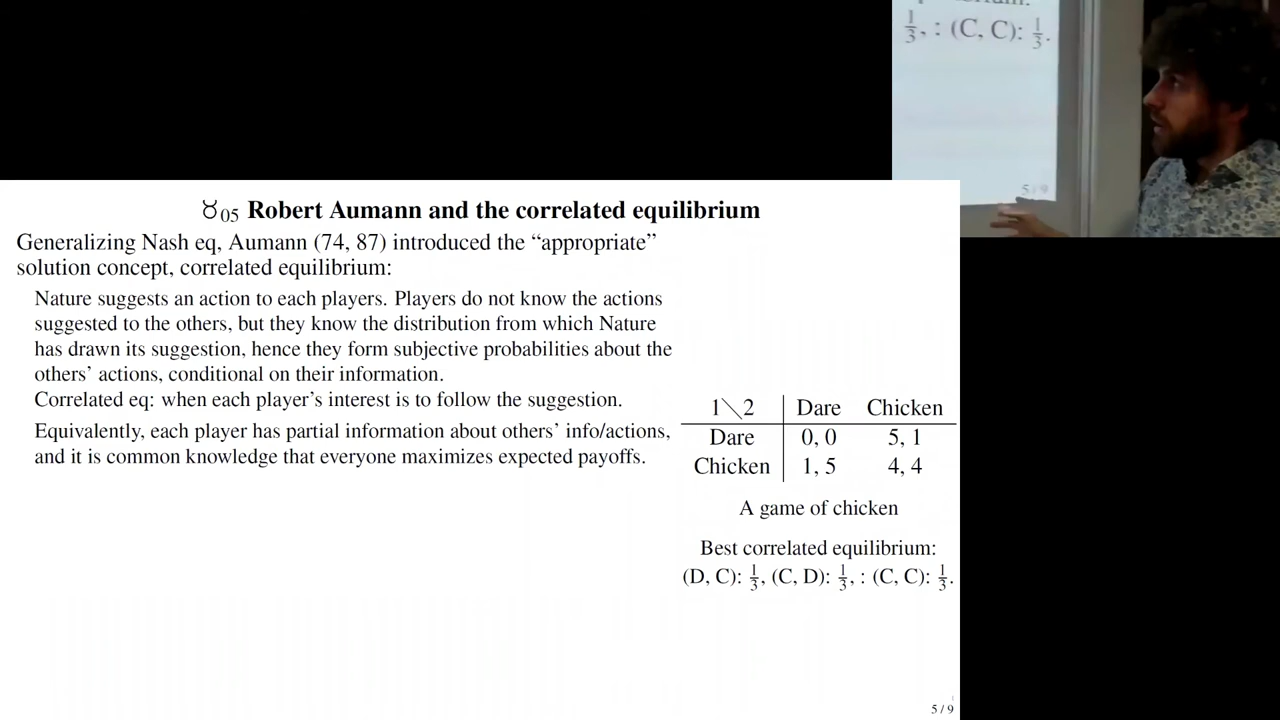 1/3, : (C, C): 1/3.
5 / 9
♉05 Robert Aumann and the correlated equilibrium
Generalizing Nash eq, Aumann (74, 87) introduced the “appropriate”
solution concept, correlated equilibrium:
Nature suggests an action to each players. Players do not know the actions
suggested to the others, but they know the distribution from which Nature
has drawn its suggestion, hence they form subjective probabilities about the
others’ actions, conditional on their information.
Correlated eq: when each player’s interest is to follow the suggestion.
Equivalently, each player has partial information about others’ info/actions,
and it is common knowledge that everyone maximizes expected payoffs.
1\2 Dare Chicken
Dare 0, 0 5, 1
Chicken 1, 5 4, 4
A game of chicken
Best correlated equilibrium:
(D, C): 1/3, (C, D): 1/3, : (C, C): 1/3.
5 / 9